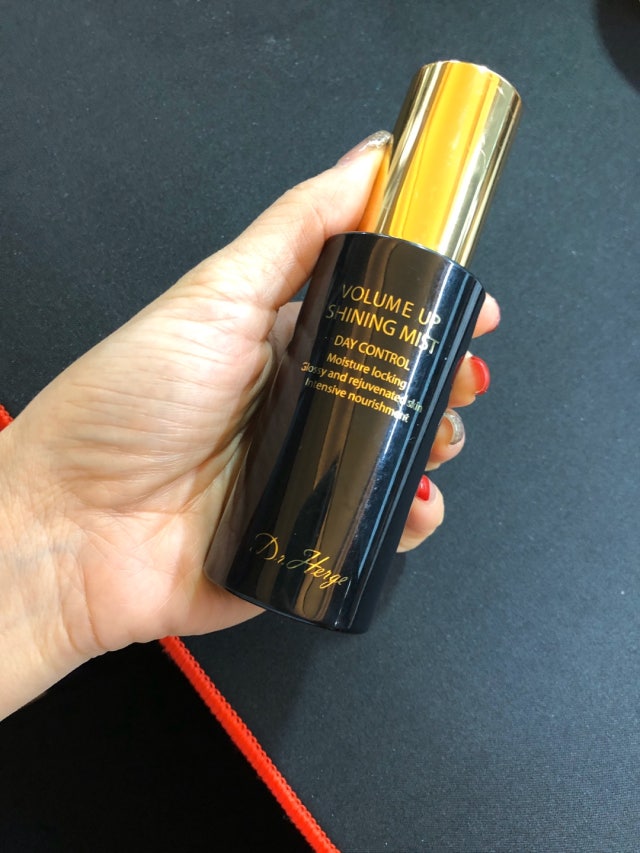 VOLUME UP
SHINING MIST
DAY CONTROL
Moisture locking
Glossy and rejuvenated skin
Intensive nourishment
Dr. Herge